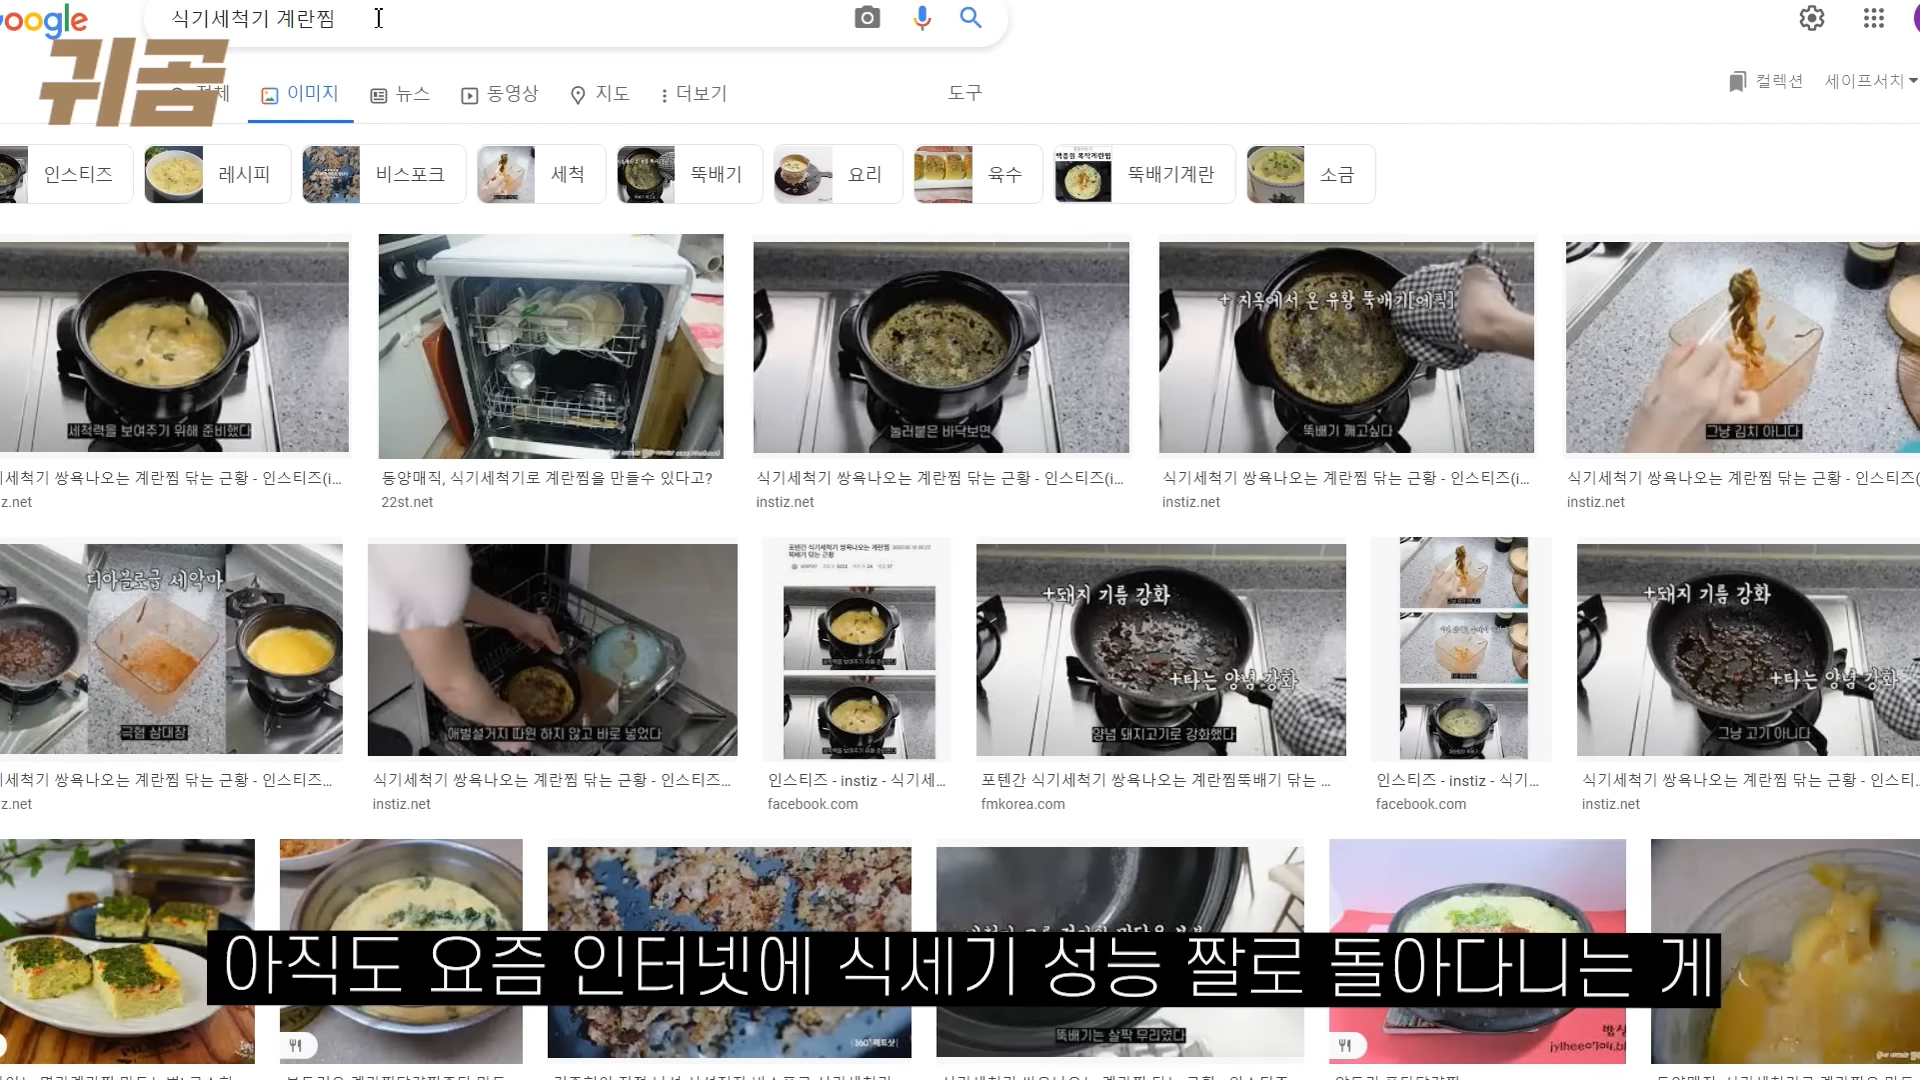 식기세척기 계란찜
귀곰
이미지
뉴스
동영상
지도
더보기
도구
컬렉션
세이프서치
인스티즈
레시피
비스포크
세척
뚝배기
요리
육수
뚝배기계란
소금
세척력을 보여주기 위해 준비했다
눌러붙은 바닥보면
+ 지옥에서 온 유황 뚝배기[에픽]
뚝배기 깨고싶다
그냥 김치 아니다
세척기 쌍욕나오는 계란찜 닦는 근황 - 인스티즈(i...
동양매직, 식기세척기로 계란찜을 만들수 있다고?
식기세척기 쌍욕나오는 계란찜 닦는 근황 - 인스티즈(i...
식기세척기 쌍욕나오는 계란찜 닦는 근황 - 인스티즈(i...
식기세척기 쌍욕나오는 계란찜 닦는 근황 - 인스티즈(
z.net
22st.net
instiz.net
instiz.net
instiz.net
디아블로급 세악마
극혐 삼대장
애벌설거지 따윈 하지 않고 바로 넣었다
+돼지 기름 강화
+타는 양념 강화
양념 돼지고기로 강화했다
+돼지 기름 강화
+타는 양념 강화
그냥 고기 아니다
세척기 쌍욕나오는 계란찜 닦는 근황 - 인스티즈...
식기세척기 쌍욕나오는 계란찜 닦는 근황 - 인스티즈...
인스티즈 - instiz - 식기세...
포텐간 식기세척기 쌍욕나오는 계란찜뚝배기 닦는 ...
인스티즈 - instiz - 식기...
식기세척기 쌍욕나오는 계란찜 닦는 근황 - 인스티...
z.net
instiz.net
facebook.com
fmkorea.com
facebook.com
instiz.net
아직도 요즘 인터넷에 식세기 성능 짤로 돌아다니는 게
뚝배기는 살짝 무리였다